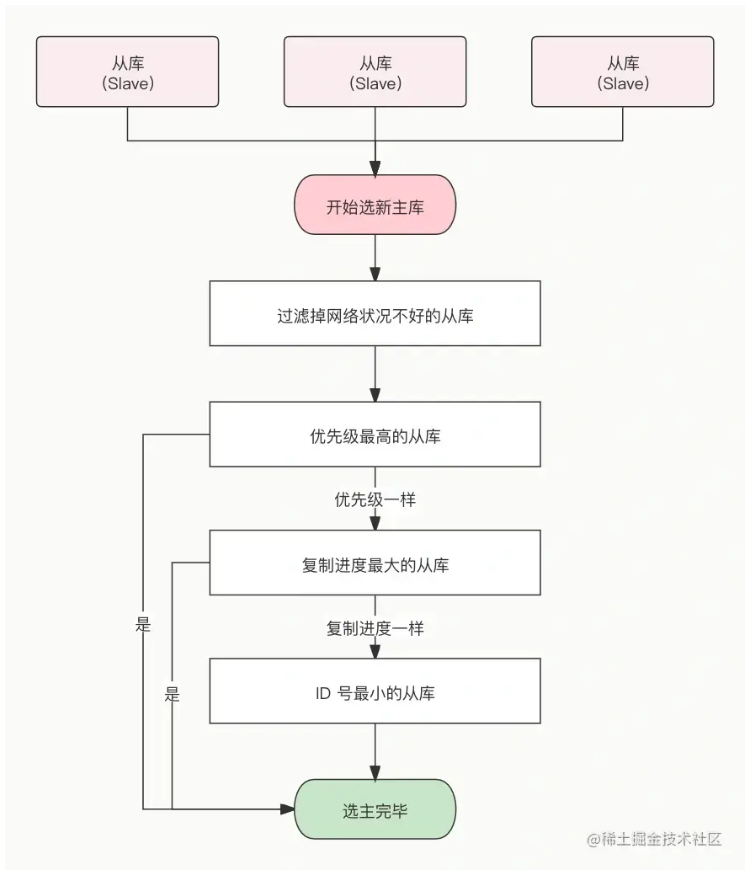 从库
(Slave)
从库
(Slave)
从库
(Slave)
开始选新主库
过滤掉网络状况不好的从库
优先级最高的从库
优先级一样
复制进度最大的从库
是
复制进度一样
ID 号最小的从库
是
选主完毕
@稀土掘金技术社区